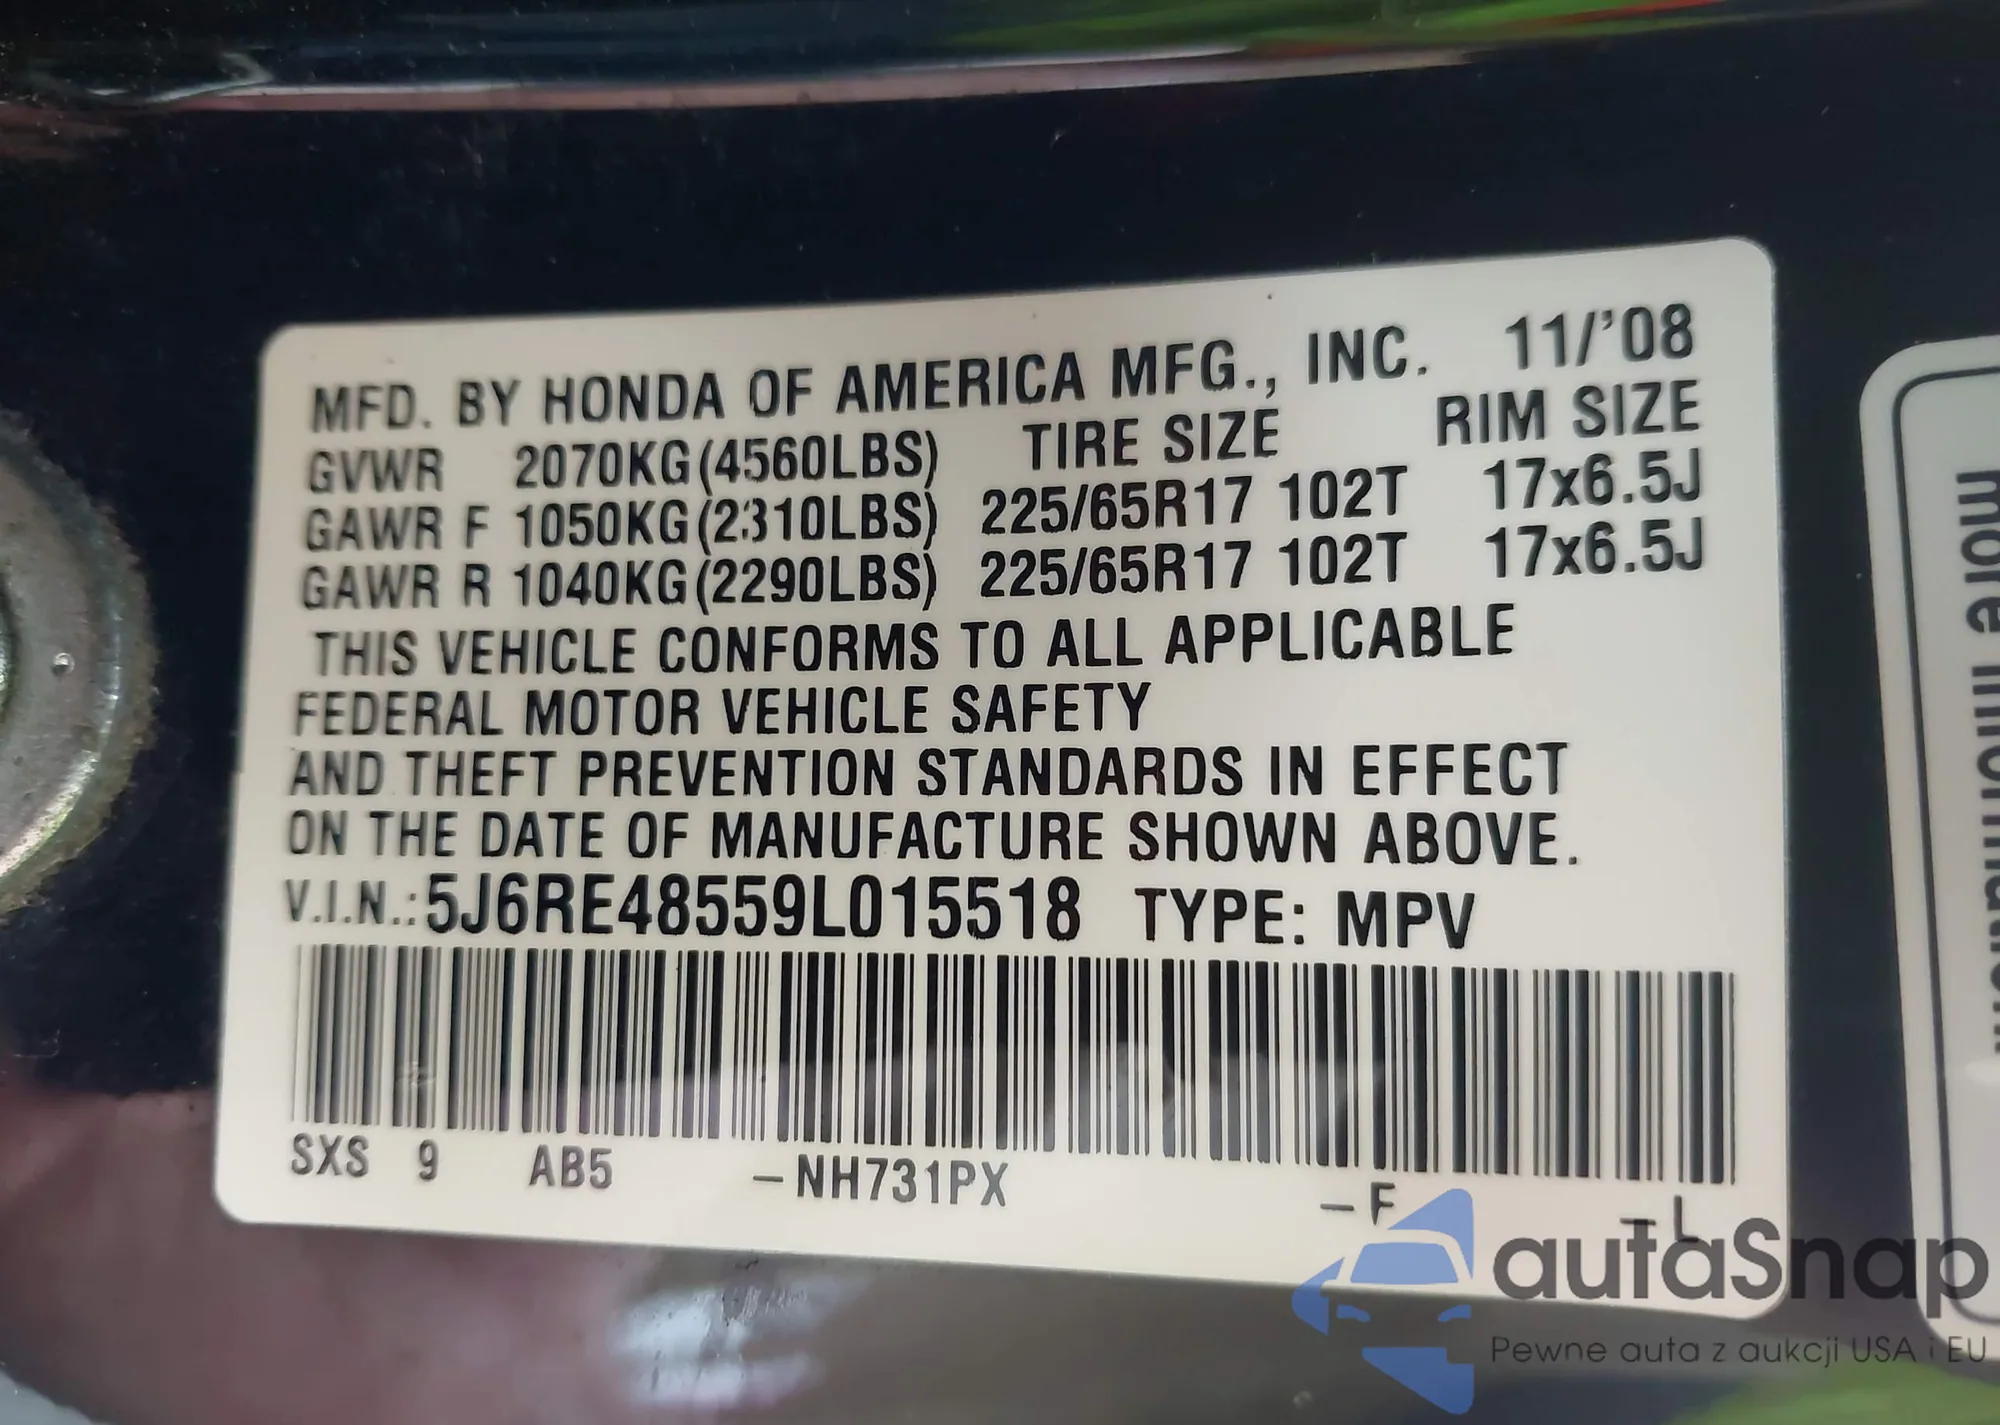 MFD. BY HONDA OF AMERICA MFG., INC. 11/'08
GVWR 2070KG(4560LBS) TIRE SIZE RIM SIZE
GAWR F 1050KG(2310LBS) 225/65R17 102T 17x6.5J
GAWR R 1040KG(2290LBS) 225/65R17 102T 17x6.5J
THIS VEHICLE CONFORMS TO ALL APPLICABLE
FEDERAL MOTOR VEHICLE SAFETY
AND THEFT PREVENTION STANDARDS IN EFFECT
ON THE DATE OF MANUFACTURE SHOWN ABOVE.
V.I.N.:5J6RE48559L015518 TYPE: MPV
SXS 9 AB5 –NH731PX –F –L
more information.
autaSnap
Pewne auta z aukcji USA i EU